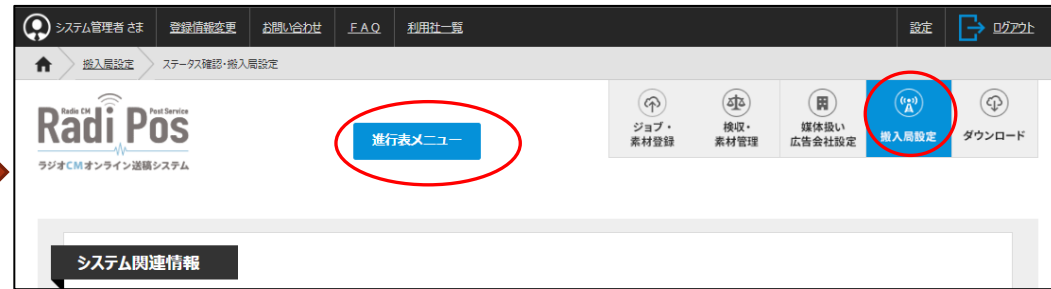 システム管理者 さま 登録情報変更 お問い合わせ FAQ 利用社一覧 設定 ログアウト
搬入局設定 ステータス確認・搬入局設定
Radio CM Post Service
Radi Pos
ラジオCMオンライン送稿システム
進行表メニュー
ジョブ・
素材登録
検収・
素材管理
媒体扱い
広告会社設定
搬入局設定
ダウンロード
システム関連情報